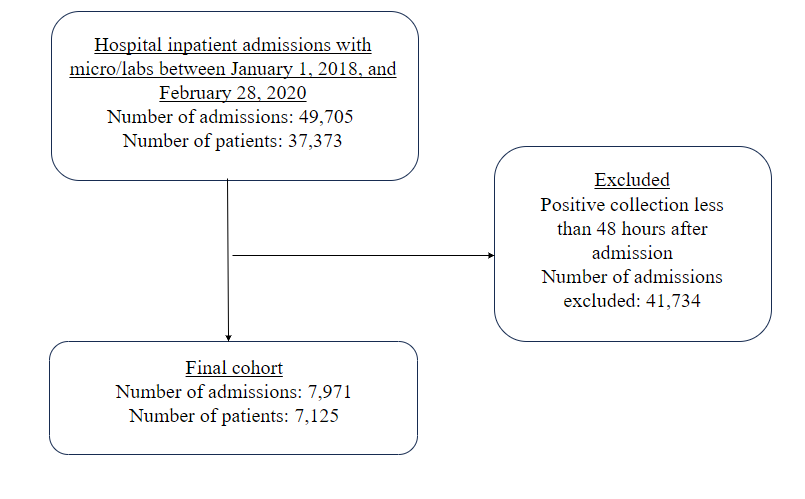 Hospital inpatient admissions with
micro/labs between January 1, 2018, and
February 28, 2020
Number of admissions: 49,705
Number of patients: 37,373
Excluded
Positive collection less
than 48 hours after
admission
Number of admissions
excluded: 41,734
Final cohort
Number of admissions: 7,971
Number of patients: 7,125